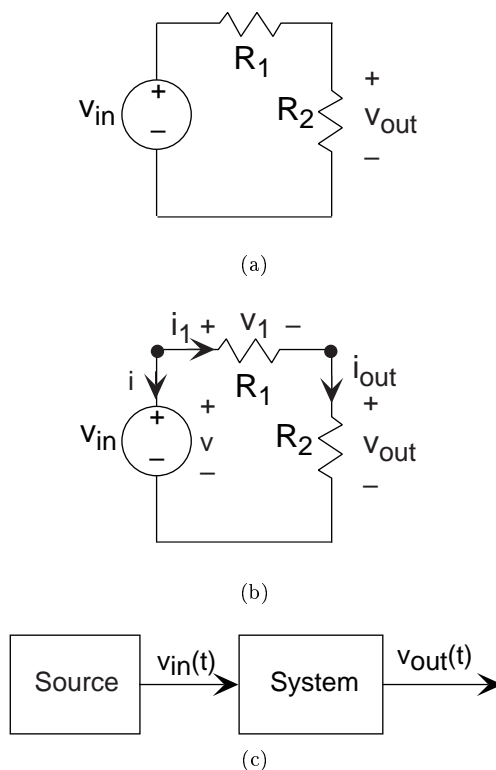 R1
+
vin
+
–
R2
vout
–
(a)
i1 + v1 –
i
R1
iout
vin
+
–
+
v
–
R2
+
vout
–
(b)
Source
vin(t)
System
vout(t)
(c)